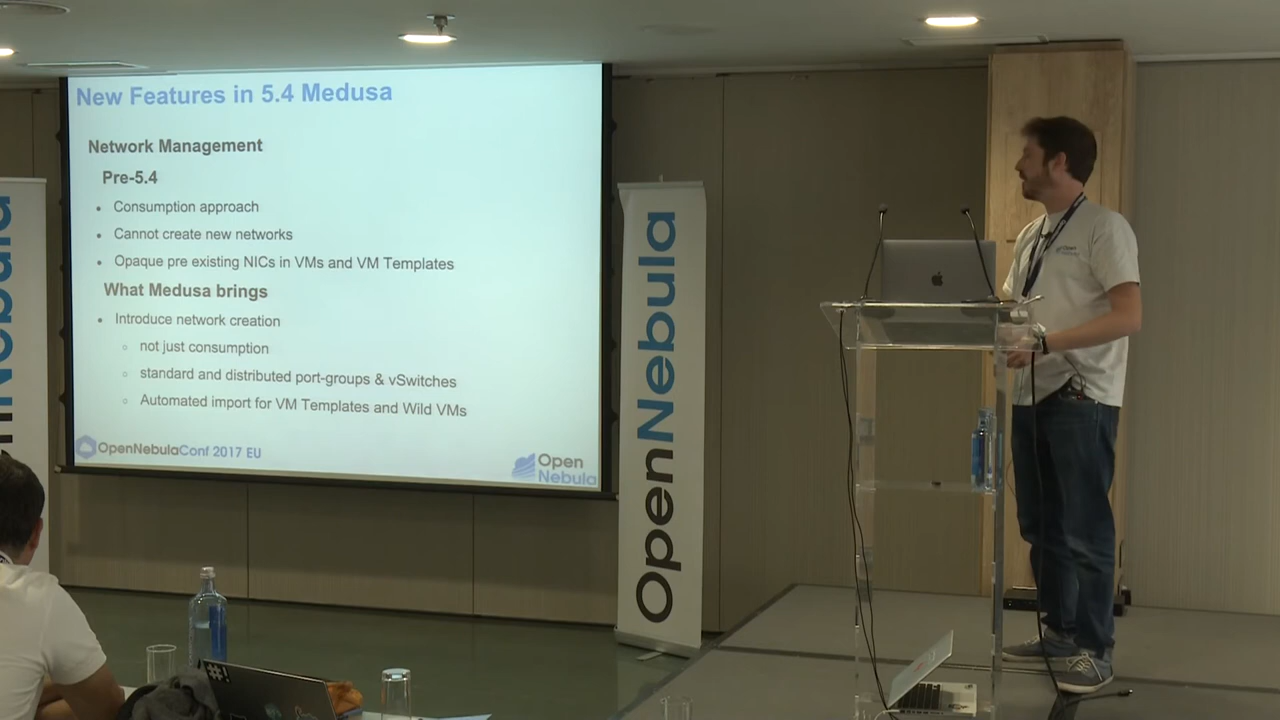 New Features in 5.4 Medusa
Network Management
Pre-5.4
Consumption approach
Cannot create new networks
Opaque pre existing NICs in VMs and VM Templates
What Medusa brings
Introduce network creation
not just consumption
standard and distributed port-groups & vSwitches
Automated import for VM Templates and Wild VMs
OpenNebulaConf 2017 EU
Open
Nebula
OpenNebula